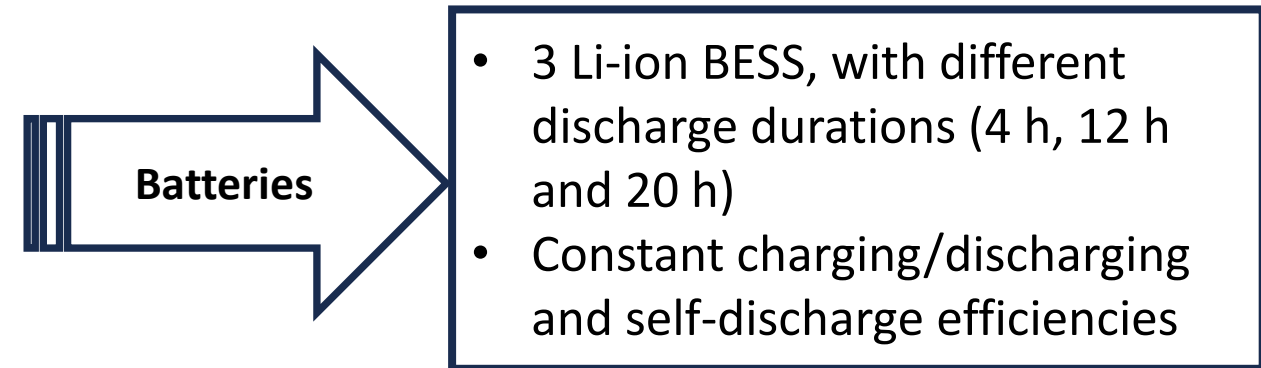 Batteries
• 3 Li-ion BESS, with different
discharge durations (4 h, 12 h
and 20 h)
• Constant charging/discharging
and self-discharge efficiencies